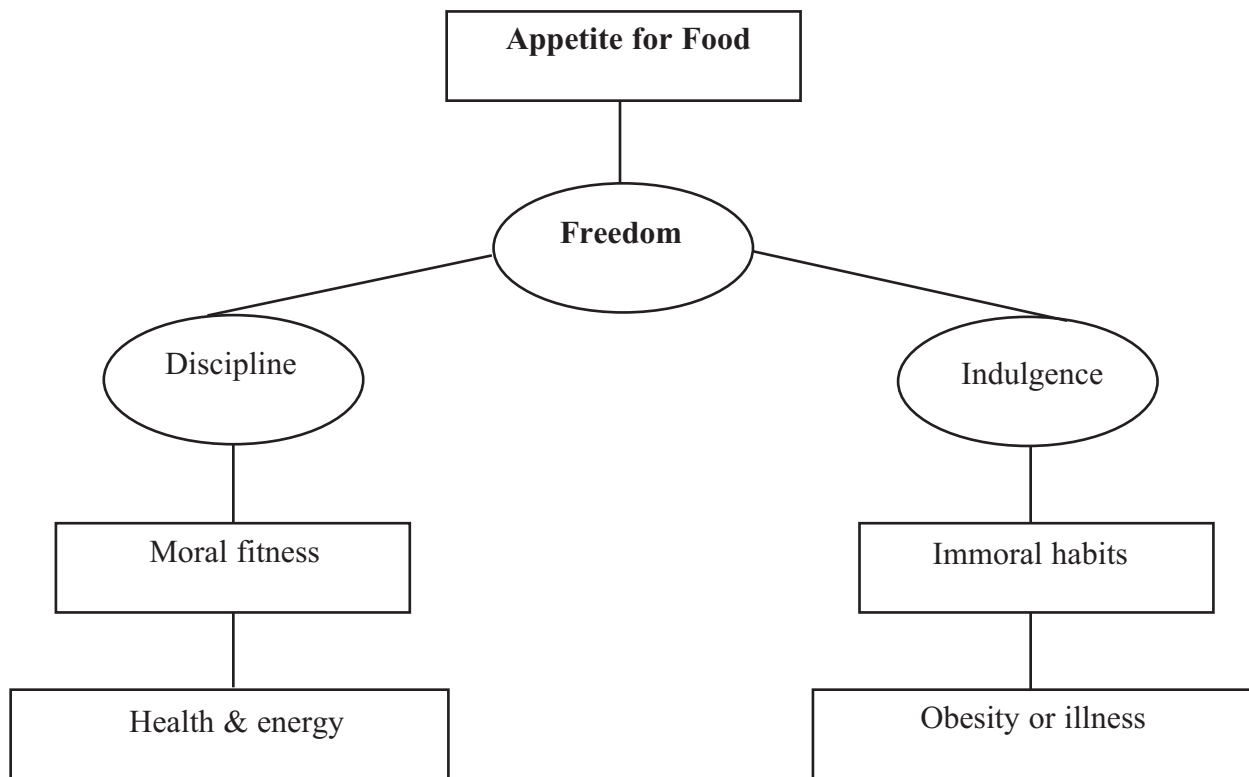 Appetite for Food
Freedom
Discipline
Indulgence
Moral fitness
Immoral habits
Health & energy
Obesity or illness